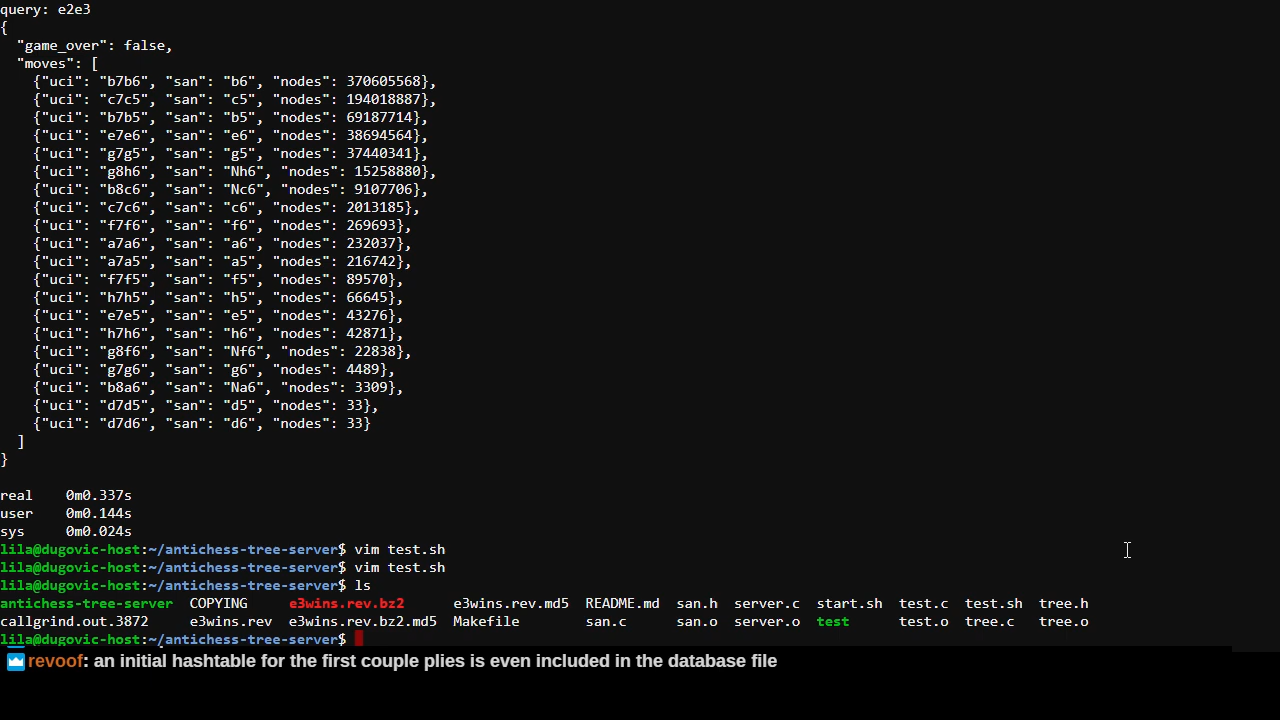 query: e2e3
{
  "game_over": false,
  "moves": [
    {"uci": "b7b6", "san": "b6", "nodes": 370605568},
    {"uci": "c7c5", "san": "c5", "nodes": 194018887},
    {"uci": "b7b5", "san": "b5", "nodes": 69187714},
    {"uci": "e7e6", "san": "e6", "nodes": 38694564},
    {"uci": "g7g5", "san": "g5", "nodes": 37440341},
    {"uci": "g8h6", "san": "Nh6", "nodes": 15258880},
    {"uci": "b8c6", "san": "Nc6", "nodes": 9107706},
    {"uci": "c7c6", "san": "c6", "nodes": 2013185},
    {"uci": "f7f6", "san": "f6", "nodes": 269693},
    {"uci": "a7a6", "san": "a6", "nodes": 232037},
    {"uci": "a7a5", "san": "a5", "nodes": 216742},
    {"uci": "f7f5", "san": "f5", "nodes": 89570},
    {"uci": "h7h5", "san": "h5", "nodes": 66645},
    {"uci": "e7e5", "san": "e5", "nodes": 43276},
    {"uci": "h7h6", "san": "h6", "nodes": 42871},
    {"uci": "g8f6", "san": "Nf6", "nodes": 22838},
    {"uci": "g7g6", "san": "g6", "nodes": 4489},
    {"uci": "b8a6", "san": "Na6", "nodes": 3309},
    {"uci": "d7d5", "san": "d5", "nodes": 33},
    {"uci": "d7d6", "san": "d6", "nodes": 33}
  ]
}
real    0m0.337s
user    0m0.144s
sys     0m0.024s
lila@dugovic-host:~/antichess-tree-server$ vim test.sh
lila@dugovic-host:~/antichess-tree-server$ vim test.sh
lila@dugovic-host:~/antichess-tree-server$ ls
antichess-tree-server  COPYING     e3wins.rev.bz2      e3wins.rev.md5  README.md  san.h  server.c  start.sh  test.c  test.sh  tree.h
callgrind.out.3872     e3wins.rev  e3wins.rev.bz2.md5  Makefile        san.c      san.o  server.o  test      test.o  tree.c   tree.o
lila@dugovic-host:~/antichess-tree-server$
revoof: an initial hashtable for the first couple plies is even included in the database file